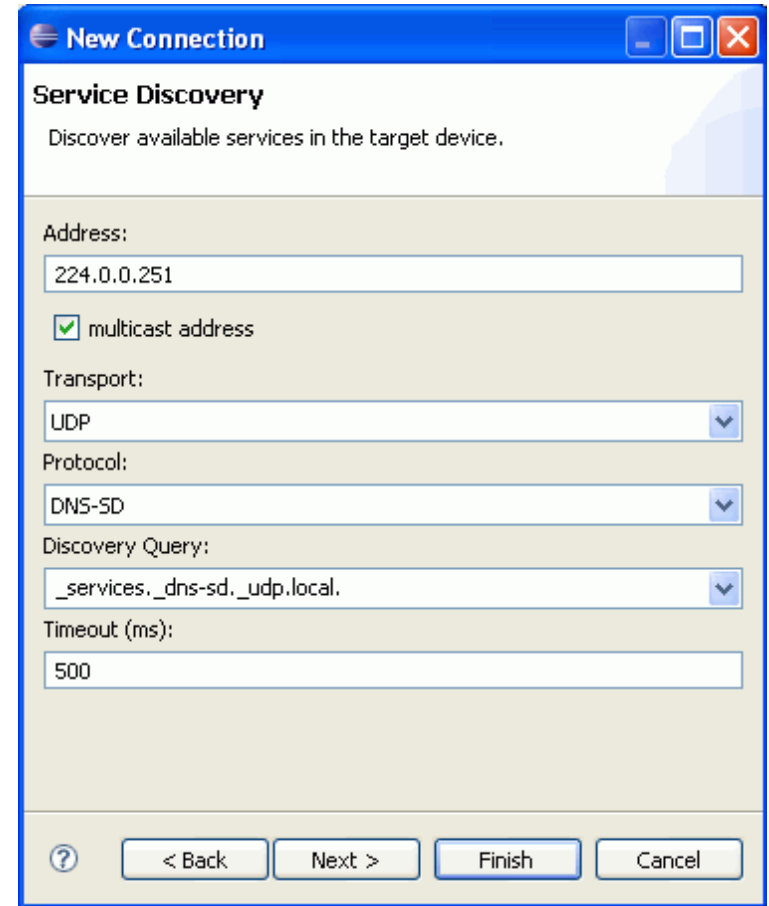 New Connection
Service Discovery
Discover available services in the target device.
Address:
224.0.0.251
multicast address
Transport:
UDP
Protocol:
DNS-SD
Discovery Query:
_services._dns-sd._udp.local.
Timeout (ms):
500
? < Back Next > Finish Cancel